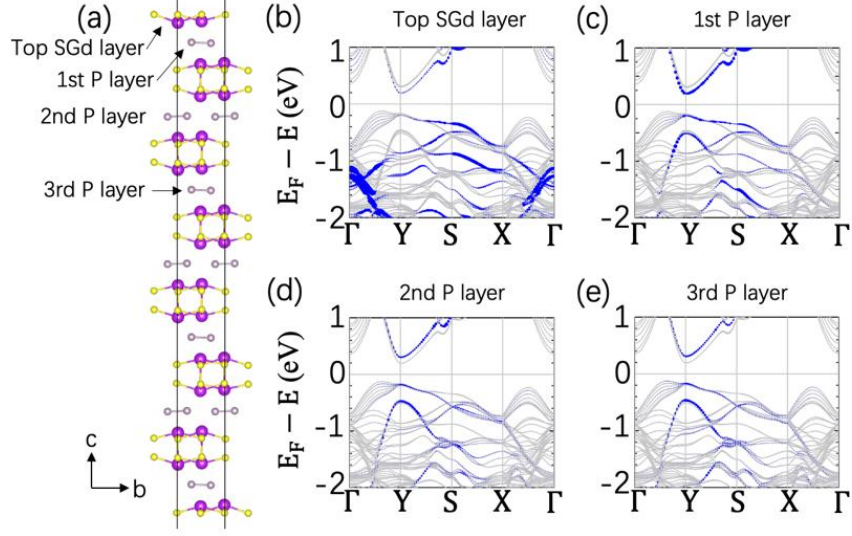 (a)
Top SGd layer
1st P layer
2nd P layer
3rd P layer
c
b
(b) Top SGd layer
E_F − E (eV)
1
0
-1
-2
Γ Y S X Γ
(c) 1st P layer
1
0
-1
-2
Γ Y S X Γ
(d) 2nd P layer
E_F − E (eV)
1
0
-1
-2
Γ Y S X Γ
(e) 3rd P layer
1
0
-1
-2
Γ Y S X Γ